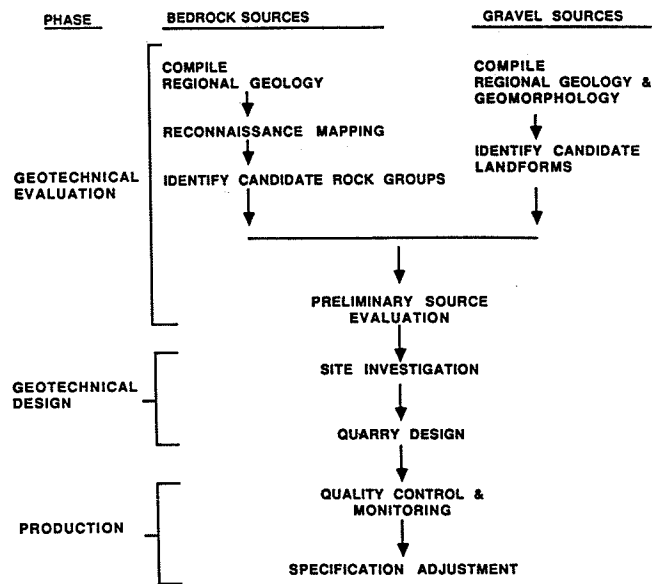 PHASE
BEDROCK SOURCES
GRAVEL SOURCES
COMPILE
REGIONAL GEOLOGY
RECONNAISSANCE MAPPING
IDENTIFY CANDIDATE ROCK GROUPS
COMPILE
REGIONAL GEOLOGY &
GEOMORPHOLOGY
IDENTIFY CANDIDATE
LANDFORMS
GEOTECHNICAL
EVALUATION
PRELIMINARY SOURCE
EVALUATION
GEOTECHNICAL
DESIGN
SITE INVESTIGATION
QUARRY DESIGN
PRODUCTION
QUALITY CONTROL &
MONITORING
SPECIFICATION ADJUSTMENT